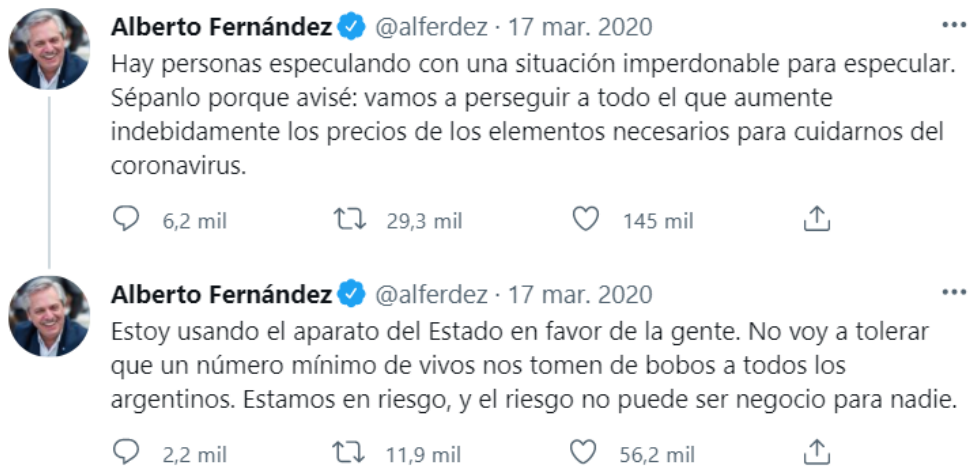 Alberto Fernández @alferdez · 17 mar. 2020
Hay personas especulando con una situación imperdonable para especular.
Sépanlo porque avisé: vamos a perseguir a todo el que aumente
indebidamente los precios de los elementos necesarios para cuidarnos del
coronavirus.
6,2 mil 29,3 mil 145 mil
Alberto Fernández @alferdez · 17 mar. 2020
Estoy usando el aparato del Estado en favor de la gente. No voy a tolerar
que un número mínimo de vivos nos tomen de bobos a todos los
argentinos. Estamos en riesgo, y el riesgo no puede ser negocio para nadie.
2,2 mil 11,9 mil 56,2 mil